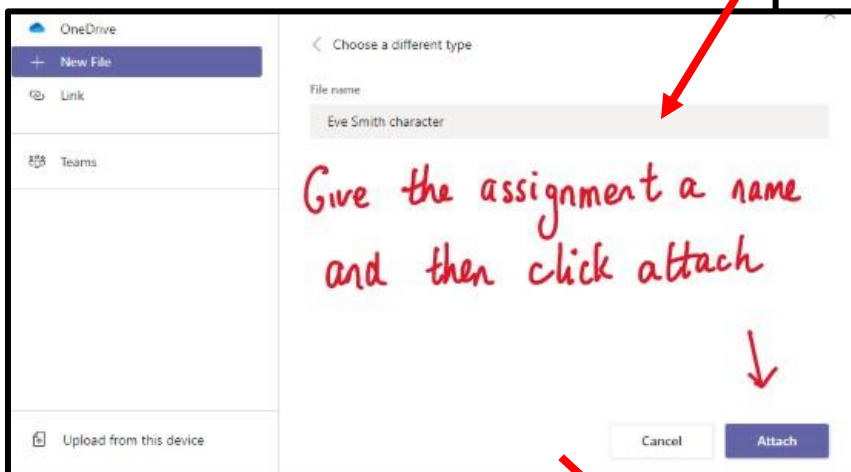 OneDrive
New File
Link
Teams
Upload from this device
Choose a different type
File name
Eve Smith character
Give the assignment a name
and then click attach
Cancel
Attach